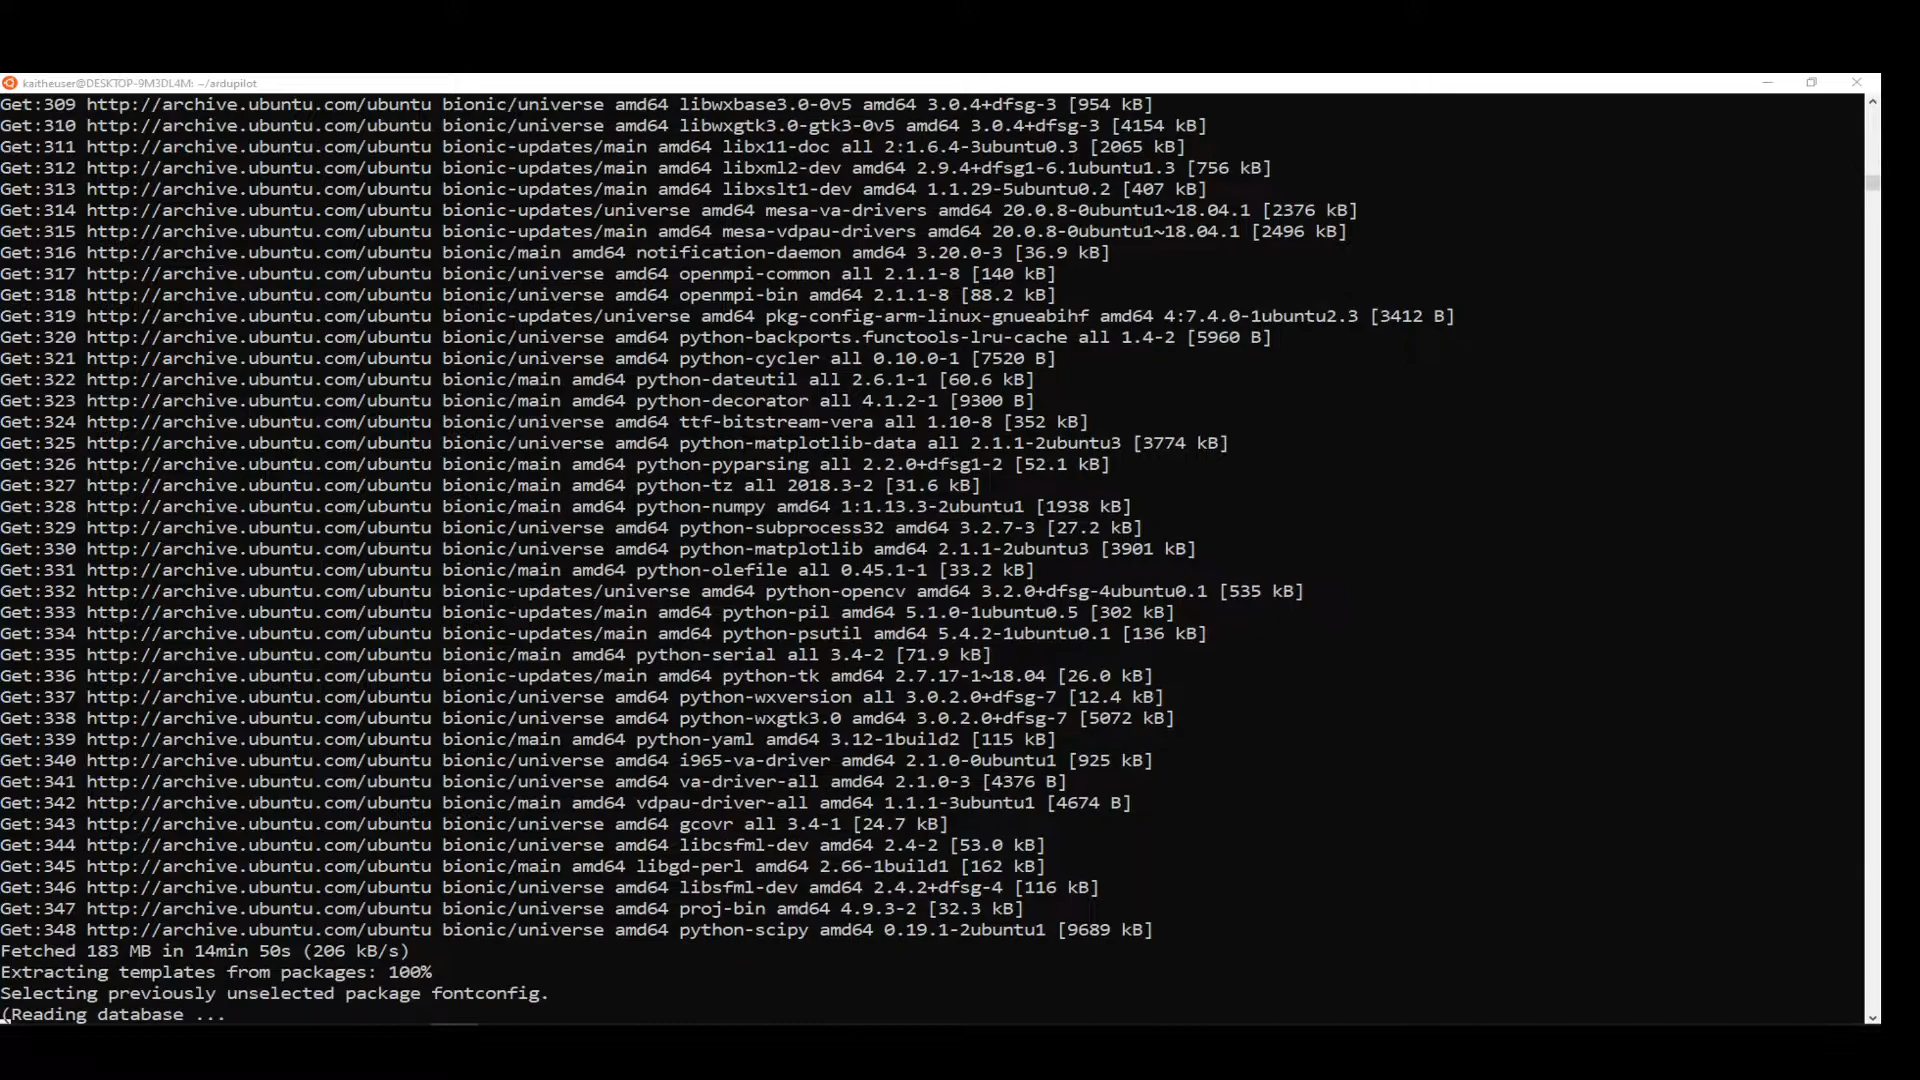 kaitheuser@DESKTOP-9M3DL4M: ~/ardupilot
Get:309 http://archive.ubuntu.com/ubuntu bionic/universe amd64 libwxbase3.0-0v5 amd64 3.0.4+dfsg-3 [954 kB]
Get:310 http://archive.ubuntu.com/ubuntu bionic/universe amd64 libwxgtk3.0-gtk3-0v5 amd64 3.0.4+dfsg-3 [4154 kB]
Get:311 http://archive.ubuntu.com/ubuntu bionic-updates/main amd64 libx11-doc all 2:1.6.4-3ubuntu0.3 [2065 kB]
Get:312 http://archive.ubuntu.com/ubuntu bionic-updates/main amd64 libxml2-dev amd64 2.9.4+dfsg1-6.1ubuntu1.3 [756 kB]
Get:313 http://archive.ubuntu.com/ubuntu bionic-updates/main amd64 libxslt1-dev amd64 1.1.29-5ubuntu0.2 [407 kB]
Get:314 http://archive.ubuntu.com/ubuntu bionic-updates/universe amd64 mesa-va-drivers amd64 20.0.8-0ubuntu1~18.04.1 [2376 kB]
Get:315 http://archive.ubuntu.com/ubuntu bionic-updates/main amd64 mesa-vdpau-drivers amd64 20.0.8-0ubuntu1~18.04.1 [2496 kB]
Get:316 http://archive.ubuntu.com/ubuntu bionic/main amd64 notification-daemon amd64 3.20.0-3 [36.9 kB]
Get:317 http://archive.ubuntu.com/ubuntu bionic/universe amd64 openmpi-common all 2.1.1-8 [140 kB]
Get:318 http://archive.ubuntu.com/ubuntu bionic/universe amd64 openmpi-bin amd64 2.1.1-8 [88.2 kB]
Get:319 http://archive.ubuntu.com/ubuntu bionic-updates/universe amd64 pkg-config-arm-linux-gnueabihf amd64 4:7.4.0-1ubuntu2.3 [3412 B]
Get:320 http://archive.ubuntu.com/ubuntu bionic/universe amd64 python-backports.functools-lru-cache all 1.4-2 [5960 B]
Get:321 http://archive.ubuntu.com/ubuntu bionic/universe amd64 python-cycler all 0.10.0-1 [7520 B]
Get:322 http://archive.ubuntu.com/ubuntu bionic/main amd64 python-dateutil all 2.6.1-1 [60.6 kB]
Get:323 http://archive.ubuntu.com/ubuntu bionic/main amd64 python-decorator all 4.1.2-1 [9300 B]
Get:324 http://archive.ubuntu.com/ubuntu bionic/universe amd64 ttf-bitstream-vera all 1.10-8 [352 kB]
Get:325 http://archive.ubuntu.com/ubuntu bionic/universe amd64 python-matplotlib-data all 2.1.1-2ubuntu3 [3774 kB]
Get:326 http://archive.ubuntu.com/ubuntu bionic/main amd64 python-pyparsing all 2.2.0+dfsg1-2 [52.1 kB]
Get:327 http://archive.ubuntu.com/ubuntu bionic/main amd64 python-tz all 2018.3-2 [31.6 kB]
Get:328 http://archive.ubuntu.com/ubuntu bionic/main amd64 python-numpy amd64 1:1.13.3-2ubuntu1 [1938 kB]
Get:329 http://archive.ubuntu.com/ubuntu bionic/universe amd64 python-subprocess32 amd64 3.2.7-3 [27.2 kB]
Get:330 http://archive.ubuntu.com/ubuntu bionic/universe amd64 python-matplotlib amd64 2.1.1-2ubuntu3 [3901 kB]
Get:331 http://archive.ubuntu.com/ubuntu bionic/main amd64 python-olefile all 0.45.1-1 [33.2 kB]
Get:332 http://archive.ubuntu.com/ubuntu bionic-updates/universe amd64 python-opencv amd64 3.2.0+dfsg-4ubuntu0.1 [535 kB]
Get:333 http://archive.ubuntu.com/ubuntu bionic-updates/main amd64 python-pil amd64 5.1.0-1ubuntu0.5 [302 kB]
Get:334 http://archive.ubuntu.com/ubuntu bionic-updates/main amd64 python-psutil amd64 5.4.2-1ubuntu0.1 [136 kB]
Get:335 http://archive.ubuntu.com/ubuntu bionic/main amd64 python-serial all 3.4-2 [71.9 kB]
Get:336 http://archive.ubuntu.com/ubuntu bionic-updates/main amd64 python-tk amd64 2.7.17-1~18.04 [26.0 kB]
Get:337 http://archive.ubuntu.com/ubuntu bionic/universe amd64 python-wxversion all 3.0.2.0+dfsg-7 [12.4 kB]
Get:338 http://archive.ubuntu.com/ubuntu bionic/universe amd64 python-wxgtk3.0 amd64 3.0.2.0+dfsg-7 [5072 kB]
Get:339 http://archive.ubuntu.com/ubuntu bionic/main amd64 python-yaml amd64 3.12-1build2 [115 kB]
Get:340 http://archive.ubuntu.com/ubuntu bionic/universe amd64 i965-va-driver amd64 2.1.0-0ubuntu1 [925 kB]
Get:341 http://archive.ubuntu.com/ubuntu bionic/universe amd64 va-driver-all amd64 2.1.0-3 [4376 B]
Get:342 http://archive.ubuntu.com/ubuntu bionic/main amd64 vdpau-driver-all amd64 1.1.1-3ubuntu1 [4674 B]
Get:343 http://archive.ubuntu.com/ubuntu bionic/universe amd64 gcovr all 3.4-1 [24.7 kB]
Get:344 http://archive.ubuntu.com/ubuntu bionic/universe amd64 libcsfml-dev amd64 2.4-2 [53.0 kB]
Get:345 http://archive.ubuntu.com/ubuntu bionic/main amd64 libgd-perl amd64 2.66-1build1 [162 kB]
Get:346 http://archive.ubuntu.com/ubuntu bionic/universe amd64 libsfml-dev amd64 2.4.2+dfsg-4 [116 kB]
Get:347 http://archive.ubuntu.com/ubuntu bionic/universe amd64 proj-bin amd64 4.9.3-2 [32.3 kB]
Get:348 http://archive.ubuntu.com/ubuntu bionic/universe amd64 python-scipy amd64 0.19.1-2ubuntu1 [9689 kB]
Fetched 183 MB in 14min 50s (206 kB/s)
Extracting templates from packages: 100%
Selecting previously unselected package fontconfig.
(Reading database ...